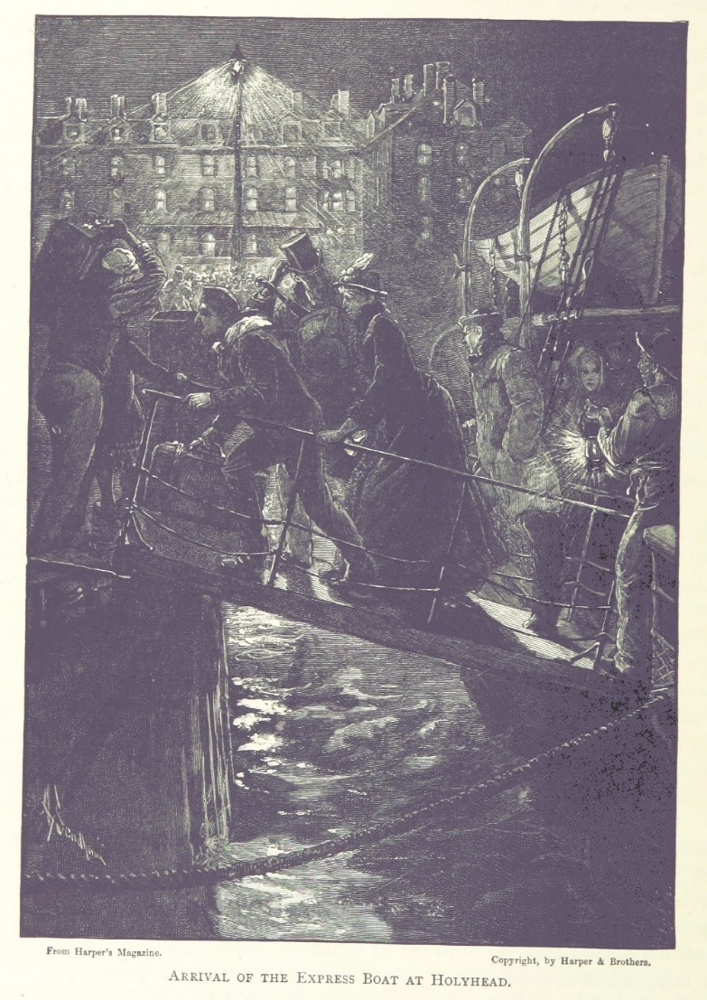 From Harper's Magazine.
Copyright, by Harper & Brothers.
ARRIVAL OF THE EXPRESS BOAT AT HOLYHEAD.